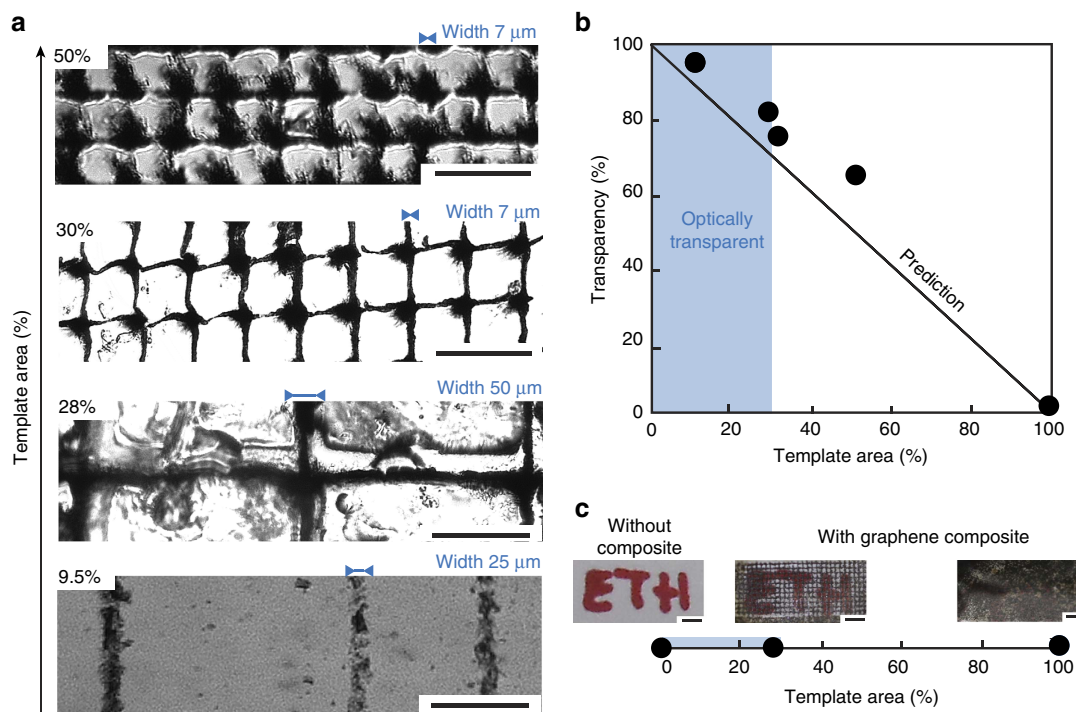 a
Template area (%)
50%
Width 7 μm
30%
Width 7 μm
28%
Width 50 μm
9.5%
Width 25 μm
b
Transparency (%)
100
80
60
40
20
0
Optically
transparent
Prediction
0 20 40 60 80 100
Template area (%)
c
Without
composite
With graphene composite
ETH
ETH
0 20 40 60 80 100
Template area (%)